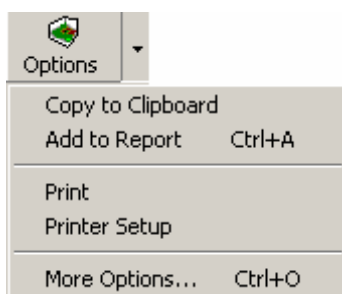 Options
Copy to Clipboard
Add to Report Ctrl+A
Print
Printer Setup
More Options... Ctrl+O